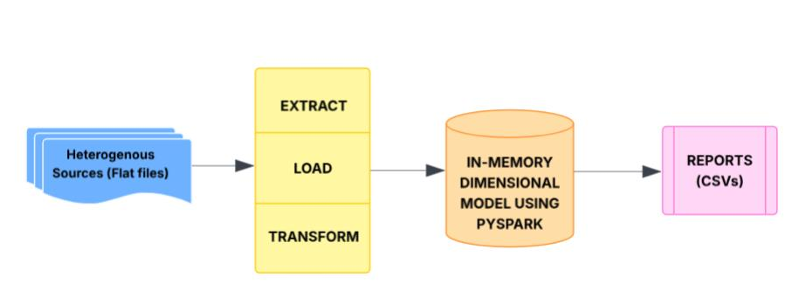 Heterogenous
Sources (Flat files)
EXTRACT
LOAD
TRANSFORM
IN-MEMORY
DIMENSIONAL
MODEL USING
PYSPARK
REPORTS
(CSVs)